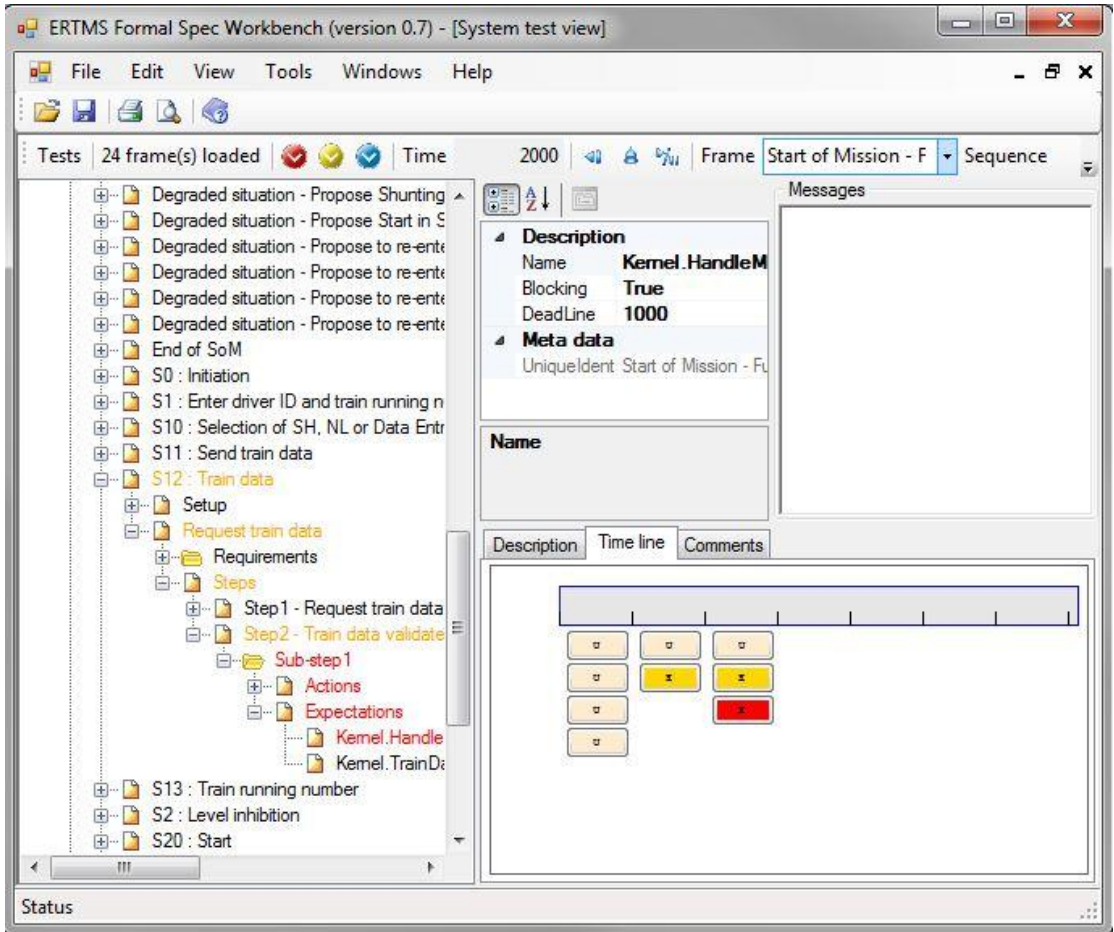 ERTMS Formal Spec Workbench (version 0.7) - [System test view]
File Edit View Tools Windows Help
Tests 24 frame(s) loaded Time 2000 Frame Start of Mission - F Sequence
Degraded situation - Propose Shunting
Degraded situation - Propose Start in S
Degraded situation - Propose to re-ente
Degraded situation - Propose to re-ente
Degraded situation - Propose to re-ente
Degraded situation - Propose to re-ente
End of SoM
S0 : Initiation
S1 : Enter driver ID and train running n
S10 : Selection of SH, NL or Data Entr
S11 : Send train data
S12 : Train data
Setup
Request train data
Requirements
Steps
Step1 - Request train data
Step2 - Train data validate
Sub-step1
Actions
Expectations
Kernel.Handle
Kernel.TrainDa
S13 : Train running number
S2 : Level inhibition
S20 : Start
Description
Name Kernel.HandleM
Blocking True
DeadLine 1000
Meta data
UniqueIdent Start of Mission - Fu
Name
Messages
Description Time line Comments
Status